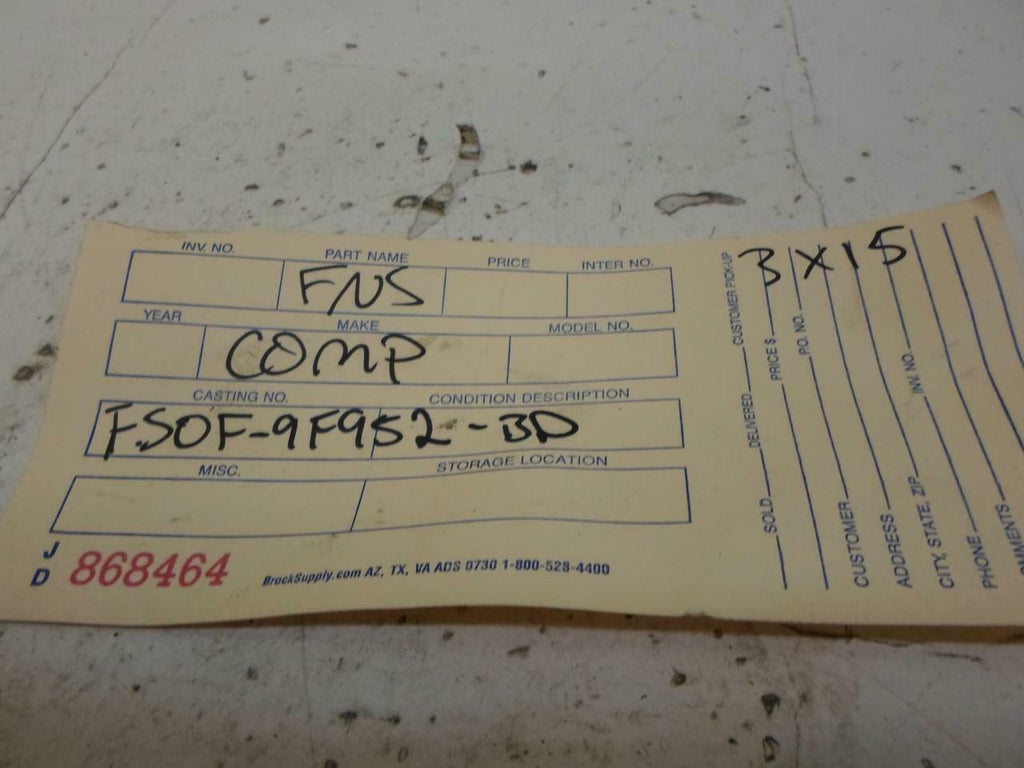 INV. NO. PART NAME PRICE INTER NO.
FNS
YEAR MAKE MODEL NO.
COMP
CASTING NO. CONDITION DESCRIPTION
F50F-9F952-BD
MISC. STORAGE LOCATION
J D 868464 BrockSupply.com AZ, TX, VA ADS 0730 1-800-528-4400
3X15
SOLD DELIVERED CUSTOMER PICK-UP
PRICE $
P.O. NO.
CUSTOMER
ADDRESS INV. NO.
CITY, STATE, ZIP
PHONE